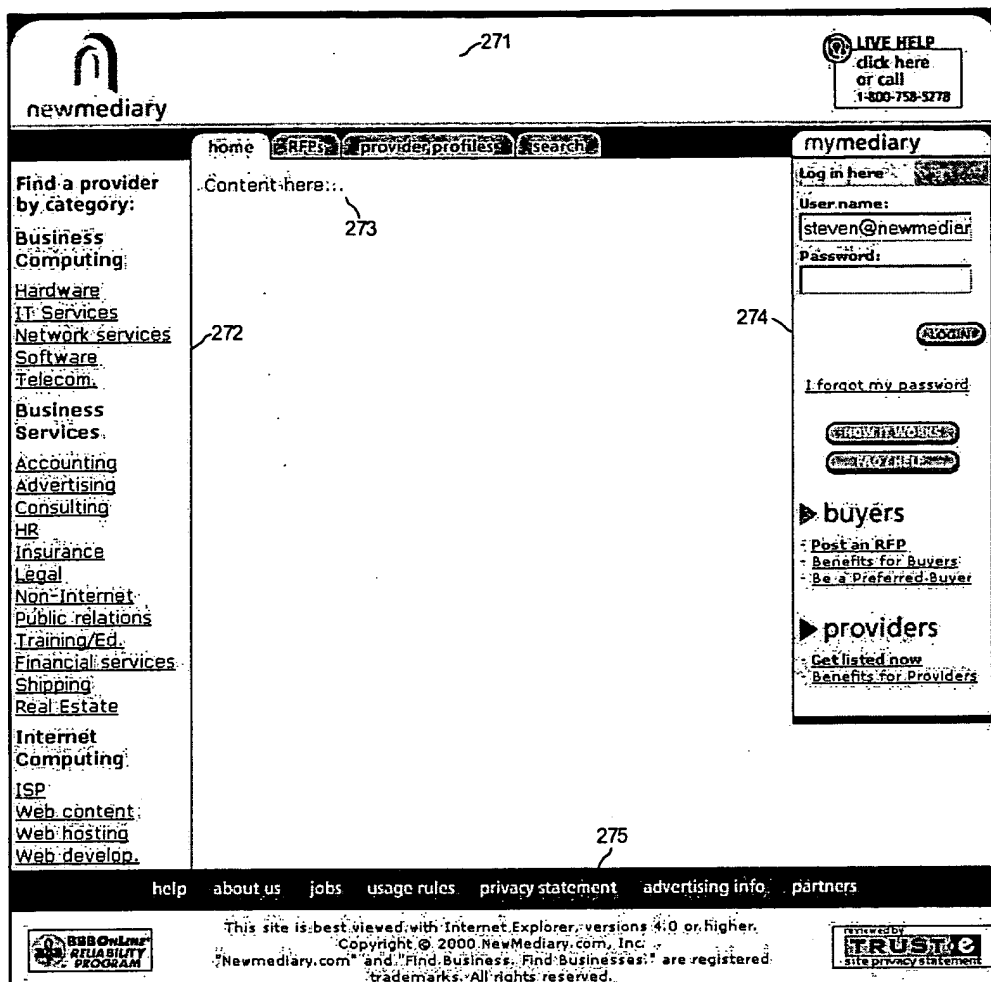 271
LIVE HELP
click here
or call
1-800-758-5278
newmediary
home RFPs provider profiles search
mymediary
Find a provider
by category:
Business
Computing
Hardware
IT Services
Network services
Software
Telecom.
Business
Services
Accounting
Advertising
Consulting
HR
Insurance
Legal
Non-Internet
Public relations
Training/Ed.
Financial services
Shipping
Real Estate
Internet
Computing
ISP
Web content
Web hosting
Web develop.
272
Content here...
273
274
Log in here
User name:
steven@newmediar
Password:
LOGIN
I forgot my password
HOW IT WORKS
FAQ / HELP
buyers
- Post an RFP
- Benefits for Buyers
- Be a Preferred Buyer
providers
- Get listed now
- Benefits for Providers
275
help about us jobs usage rules privacy statement advertising info partners
BBBOnLine
RELIABILITY
PROGRAM
This site is best viewed with Internet Explorer, versions 4.0 or higher.
Copyright © 2000 NewMediary.com, Inc.
"Newmediary.com" and "Find Business. Find Businesses." are registered
trademarks. All rights reserved.
reviewed by
TRUSTe
site privacy statement